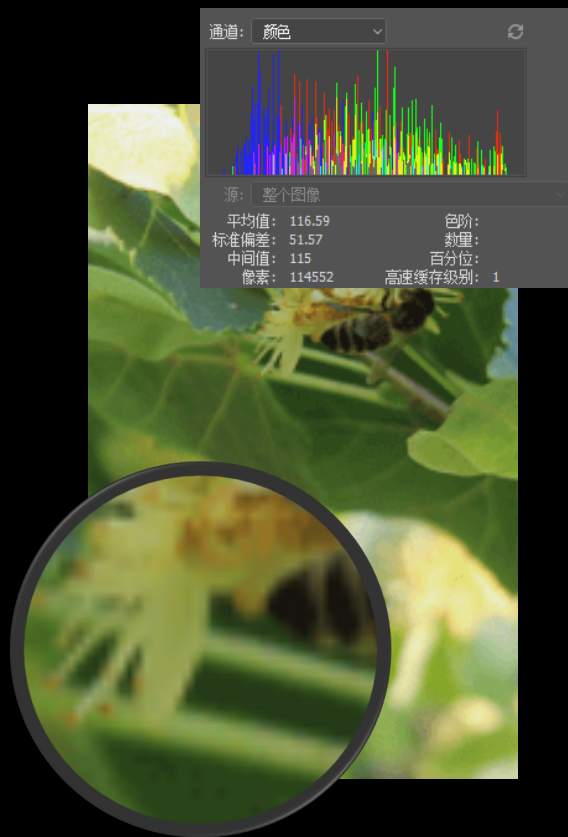 通道: 颜色
源: 整个图像
平均值: 116.59 色阶:
标准偏差: 51.57 数量:
中间值: 115 百分位:
像素: 114552 高速缓存级别: 1